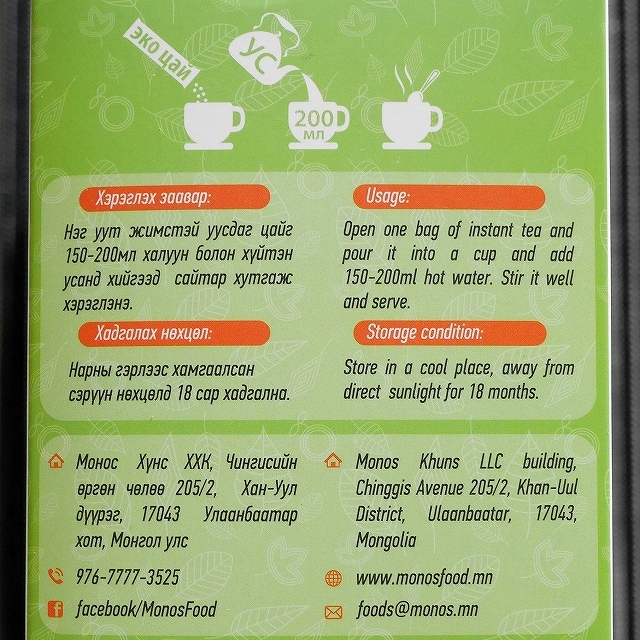 эко цай
УС
200
мл
Хэрэглэх заавар:
Нэг уут жимстэй уусдаг цайг
150-200мл халуун болон хүйтэн
усанд хийгээд сайтар хутгаж
хэрэглэнэ.
Хадгалах нөхцөл:
Нарны гэрлээс хамгаалсан
сэрүүн нөхцөлд 18 сар хадгална.
Usage:
Open one bag of instant tea and
pour it into a cup and add
150-200ml hot water. Stir it well
and serve.
Storage condition:
Store in a cool place, away from
direct sunlight for 18 months.
Монос Хүнс ХХК, Чингисийн
өргөн чөлөө 205/2, Хан-Уул
дүүрэг, 17043 Улаанбаатар
хот, Монгол улс
976-7777-3525
facebook/MonosFood
Monos Khuns LLC building,
Chinggis Avenue 205/2, Khan-Uul
District, Ulaanbaatar, 17043,
Mongolia
www.monosfood.mn
foods@monos.mn